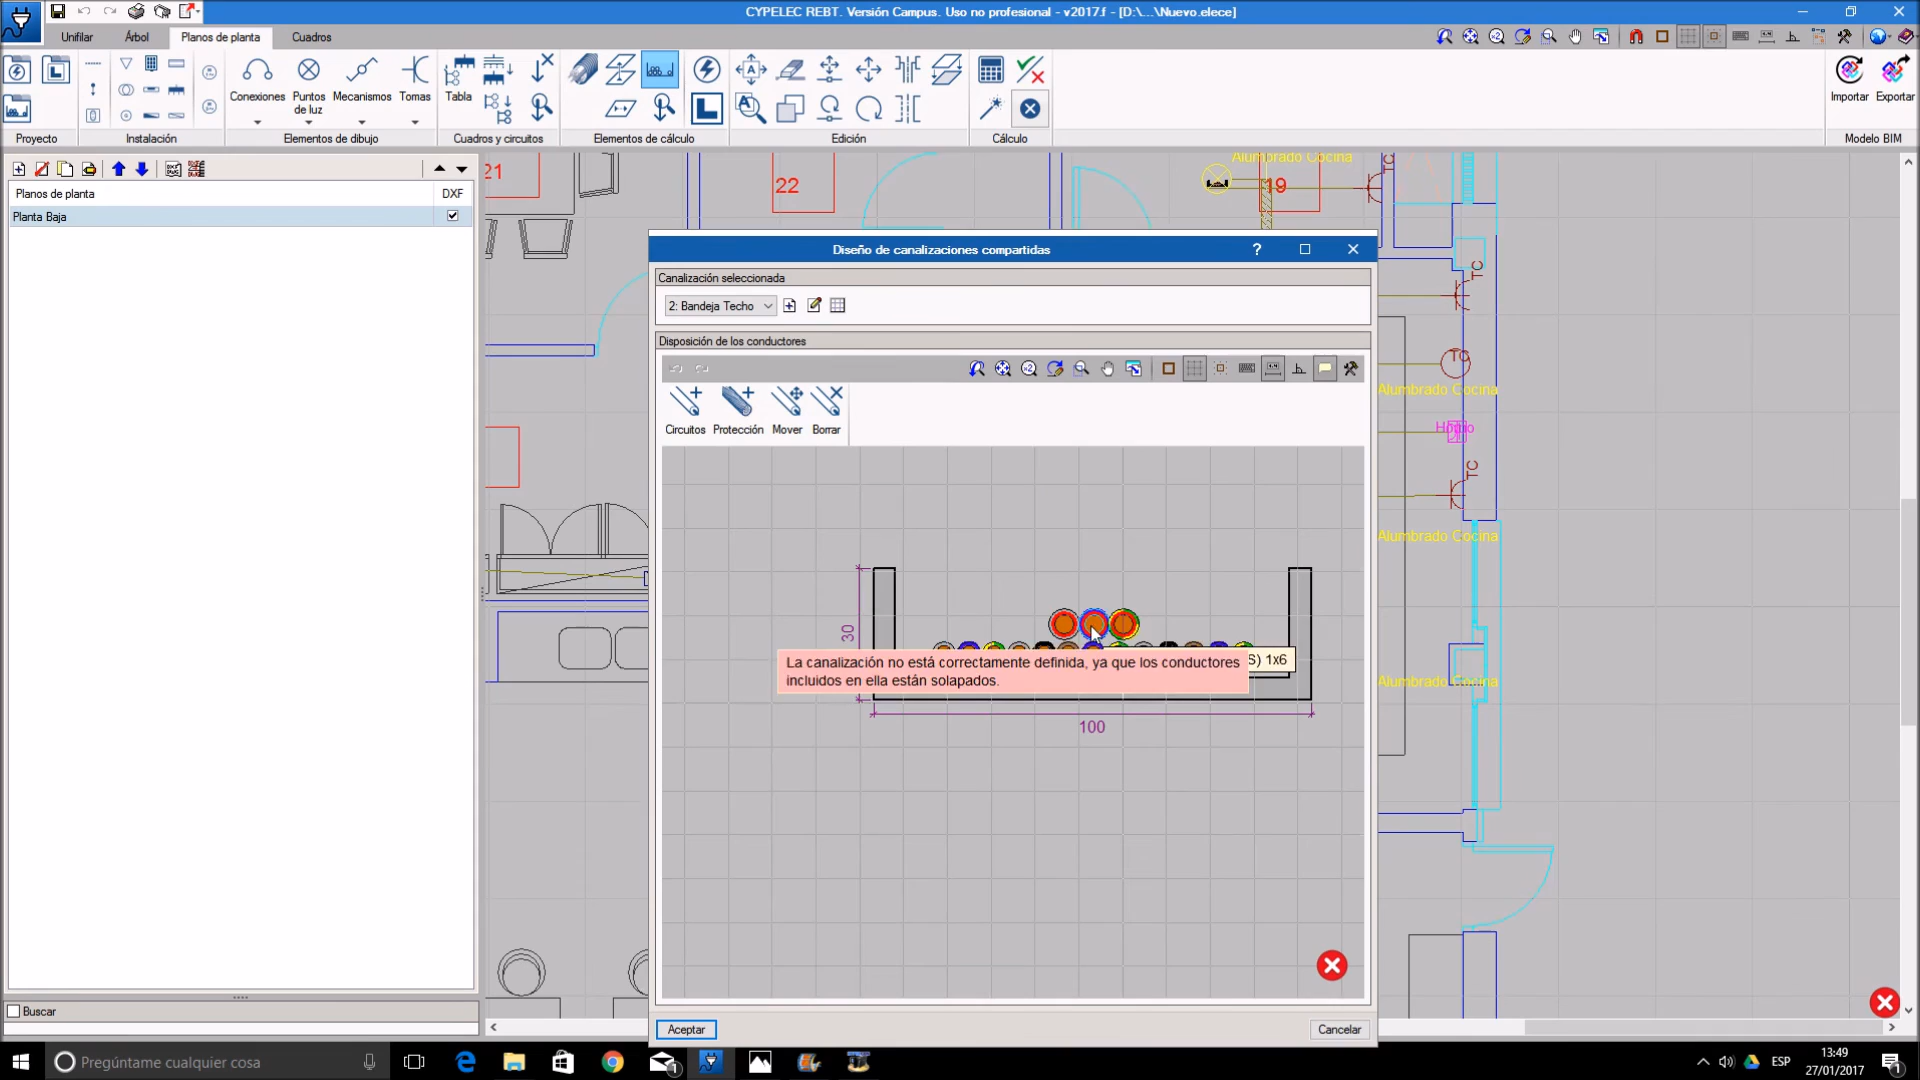 CYPELEC REBT. Versión Campus. Uso no profesional - v2017.f - [D:\...\Nuevo.elece]
Unifilar
Árbol
Planos de planta
Cuadros
Conexiones
Puntos de luz
Mecanismos
Tomas
Tabla
Importar
Exportar
Proyecto
Instalación
Elementos de dibujo
Cuadros y circuitos
Elementos de cálculo
Edición
Cálculo
Modelo BIM
Planos de planta
DXF
Planta Baja
21
22
Alumbrado Cocina
19
TC
TC
TC
Alumbrado Cocina
Horno
TC
Alumbrado Cocina
Alumbrado Cocina
Diseño de canalizaciones compartidas
Canalización seleccionada
2: Bandeja Techo
Disposición de los conductores
Circuitos
Protección
Mover
Borrar
30
La canalización no está correctamente definida, ya que los conductores
incluidos en ella están solapados.
S) 1x6
100
Aceptar
Cancelar
Buscar
Pregúntame cualquier cosa
ESP
13:49
27/01/2017